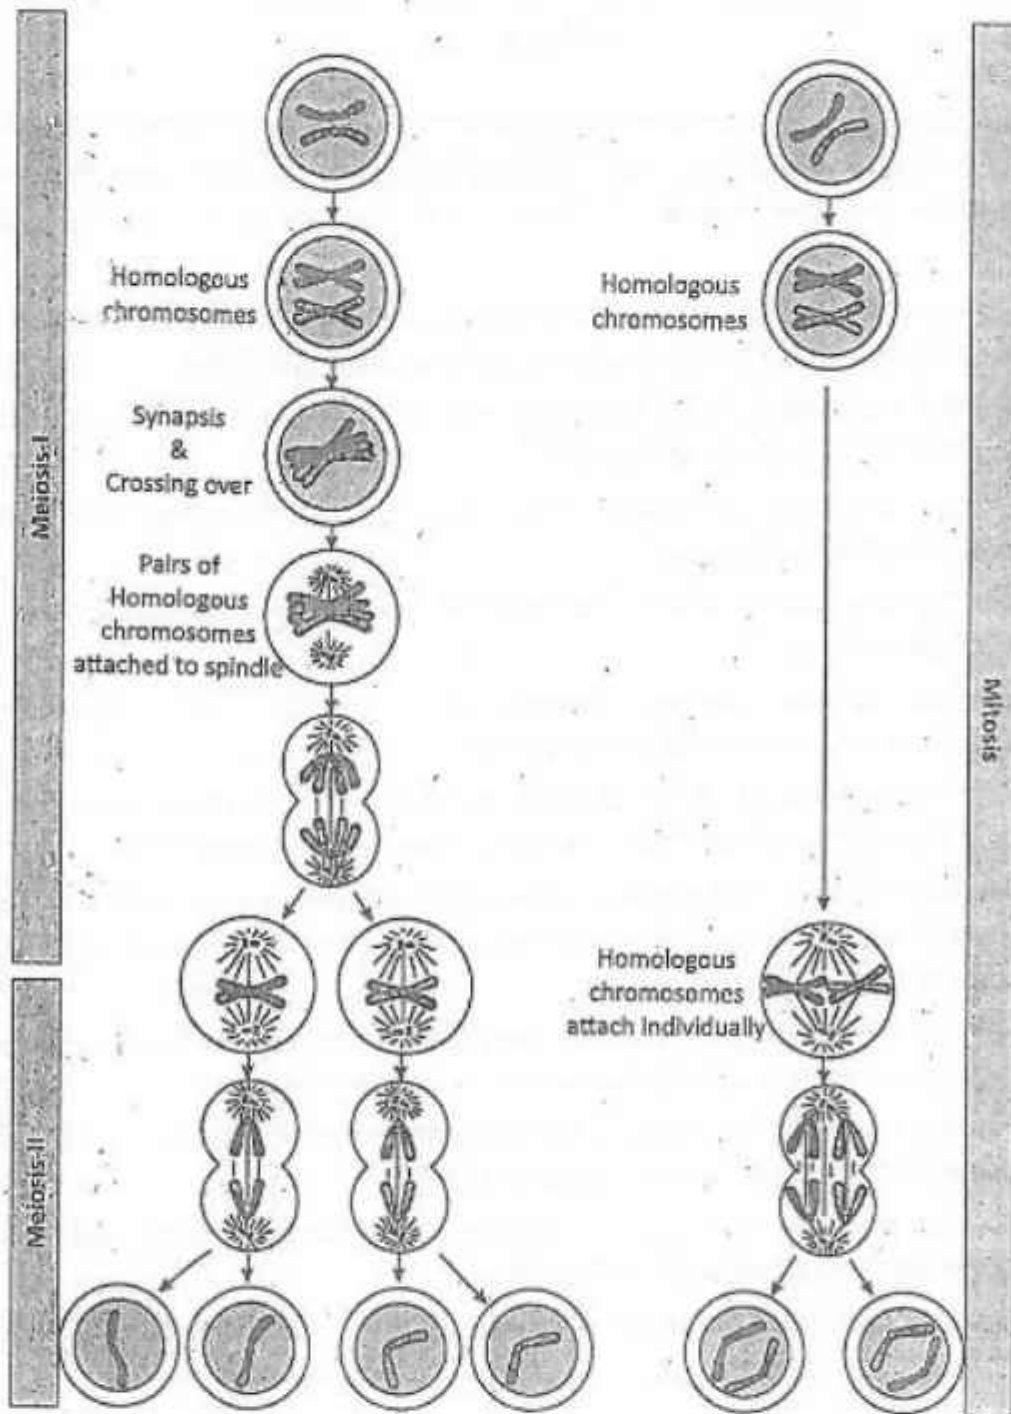 Meiosis-I
Homologous
chromosomes
Synapsis
&
Crossing over
Pairs of
Homologous
chromosomes
attached to spindle
Meiosis-II
Homologous
chromosomes
Homologous
chromosomes
attach individually
Mitosis